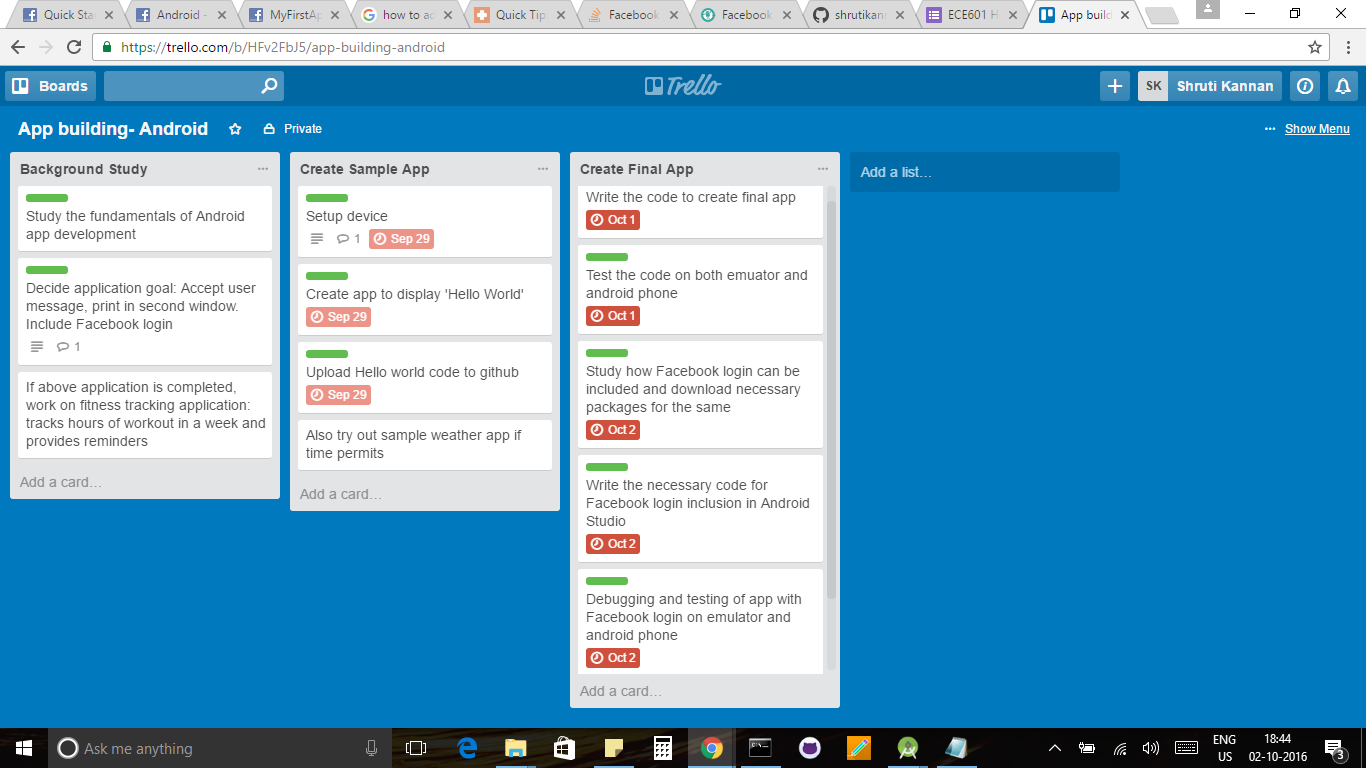 Quick Sta
Android -
MyFirstAp
how to ad
Quick Tip
Facebook
Facebook
shrutikan
ECE601 H
App build
https://trello.com/b/HFv2FbJ5/app-building-android
Boards
Trello
SK
Shruti Kannan
App building- Android
Private
Show Menu
Background Study
Study the fundamentals of Android
app development
Decide application goal: Accept user
message, print in second window.
Include Facebook login
1
If above application is completed,
work on fitness tracking application:
tracks hours of workout in a week and
provides reminders
Add a card…
Create Sample App
Setup device
1
Sep 29
Create app to display 'Hello World'
Sep 29
Upload Hello world code to github
Sep 29
Also try out sample weather app if
time permits
Add a card…
Create Final App
Write the code to create final app
Oct 1
Test the code on both emuator and
android phone
Oct 1
Study how Facebook login can be
included and download necessary
packages for the same
Oct 2
Write the necessary code for
Facebook login inclusion in Android
Studio
Oct 2
Debugging and testing of app with
Facebook login on emulator and
android phone
Oct 2
Add a card…
Add a list…
Ask me anything
ENG
US
18:44
02-10-2016
3